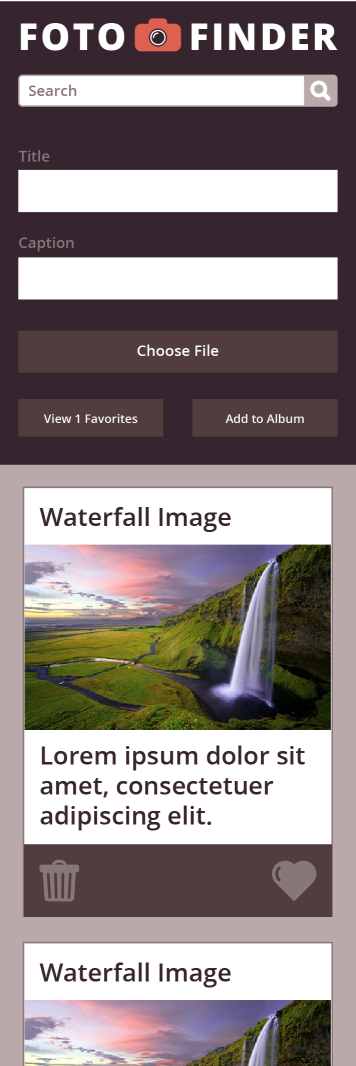 FOTO FINDER
Search
Title
Caption
Choose File
View 1 Favorites
Add to Album
Waterfall Image
Lorem ipsum dolor sit
amet, consectetuer
adipiscing elit.
Waterfall Image